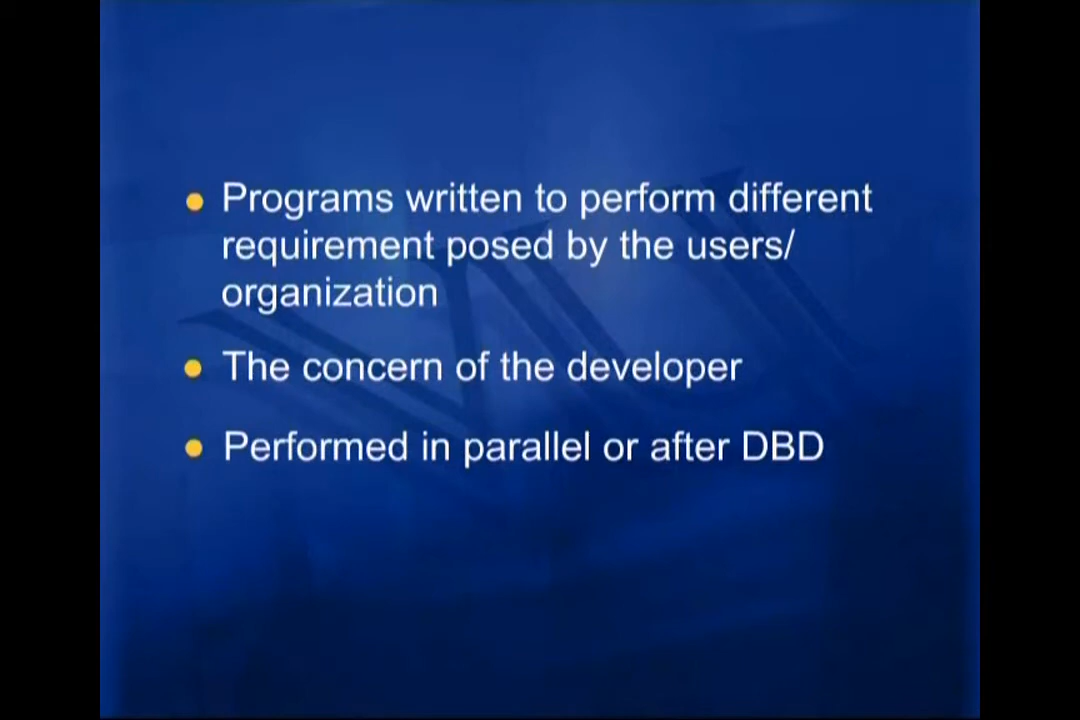 • Programs written to perform different
requirement posed by the users/
organization
• The concern of the developer
• Performed in parallel or after DBD
VU